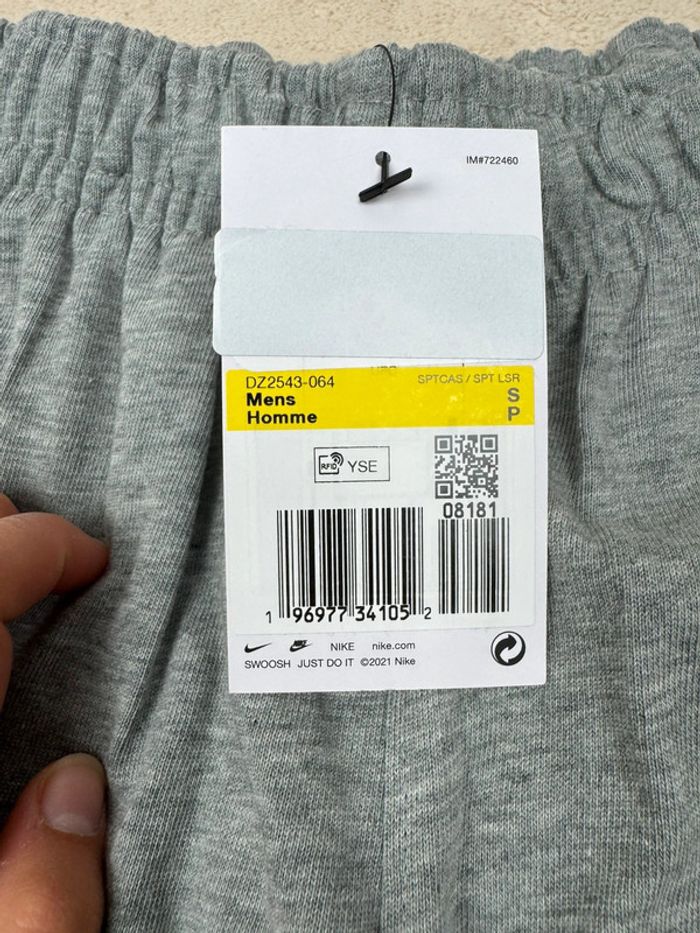 IM#722460
DZ2543-064
SPTCAS / SPT LSR
Mens
S
Homme
P
RFID YSE
08181
1 96977 34105 2
NIKE nike.com
SWOOSH JUST DO IT ©2021 Nike